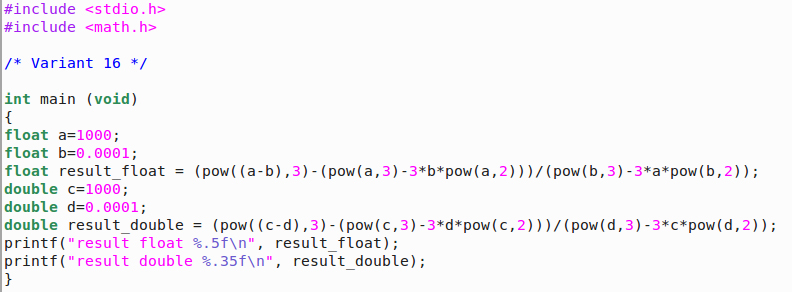 #include <stdio.h>
#include <math.h>
/* Variant 16 */
int main (void)
{
float a=1000;
float b=0.0001;
float result_float = (pow((a-b),3)-(pow(a,3)-3*b*pow(a,2)))/(pow(b,3)-3*a*pow(b,2));
double c=1000;
double d=0.0001;
double result_double = (pow((c-d),3)-(pow(c,3)-3*d*pow(c,2)))/(pow(d,3)-3*c*pow(d,2));
printf("result float %.5f\n", result_float);
printf("result double %.35f\n", result_double);
}